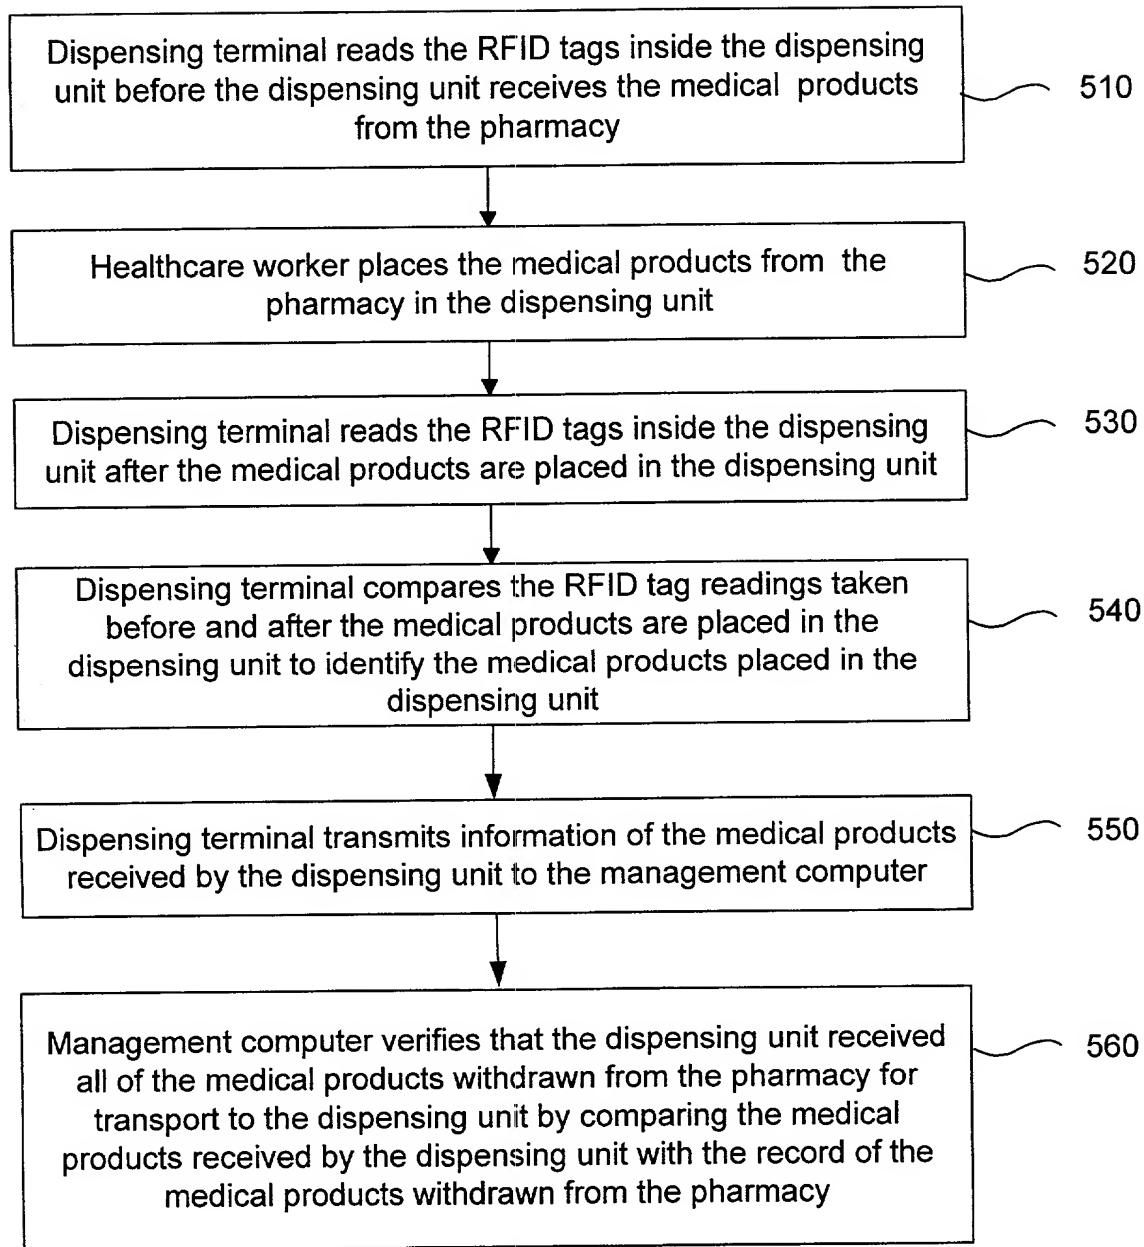 Dispensing terminal reads the RFID tags inside the dispensing
unit before the dispensing unit receives the medical products
from the pharmacy
510
Healthcare worker places the medical products from the
pharmacy in the dispensing unit
520
Dispensing terminal reads the RFID tags inside the dispensing
unit after the medical products are placed in the dispensing unit
530
Dispensing terminal compares the RFID tag readings taken
before and after the medical products are placed in the
dispensing unit to identify the medical products placed in the
dispensing unit
540
Dispensing terminal transmits information of the medical products
received by the dispensing unit to the management computer
550
Management computer verifies that the dispensing unit received
all of the medical products withdrawn from the pharmacy for
transport to the dispensing unit by comparing the medical
products received by the dispensing unit with the record of the
medical products withdrawn from the pharmacy
560